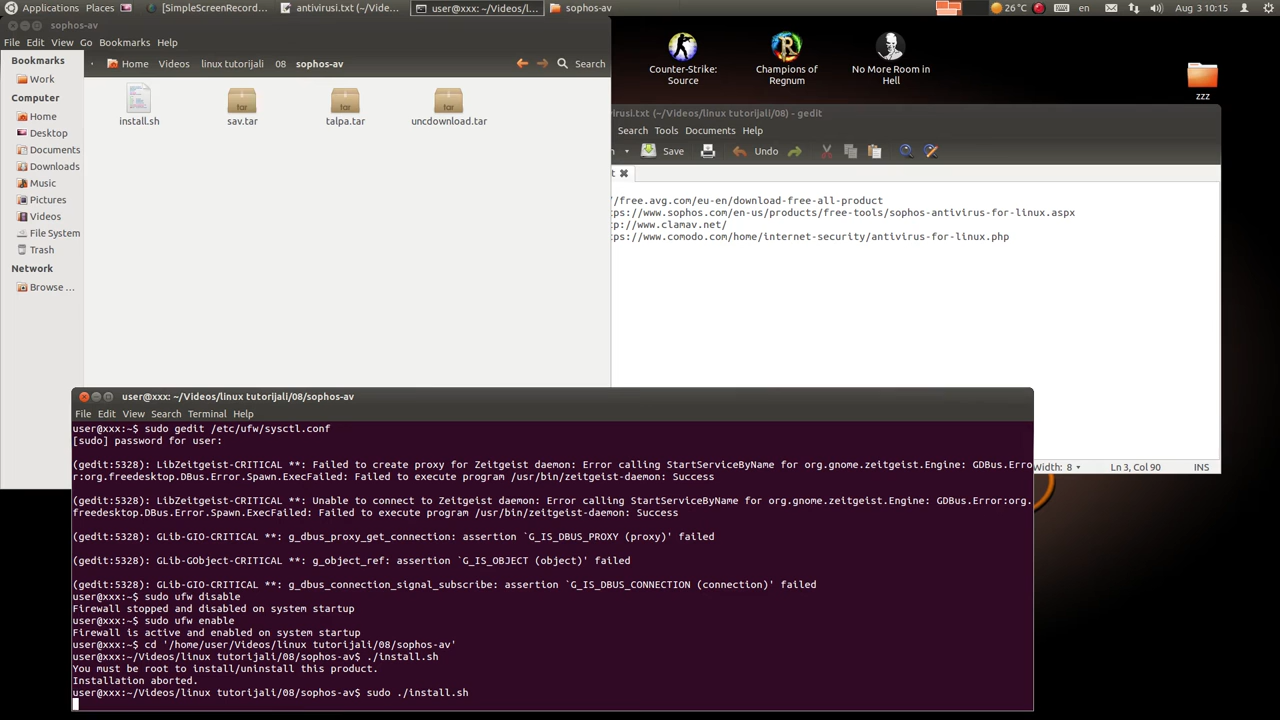 Applications Places [SimpleScreenRecord... antivirusi.txt (~/Vide... user@xxx: ~/Videos/l... sophos-av 26 °C en Aug 3 10:15
sophos-av
File Edit View Go Bookmarks Help
Home Videos linux tutorijali 08 sophos-av Search
Bookmarks
Work
Computer
Home
Desktop
Documents
Downloads
Music
Pictures
Videos
File System
Trash
Network
Browse ...
install.sh
tar
sav.tar
tar
talpa.tar
tar
uncdownload.tar
Counter-Strike:
Source
Champions of
Regnum
No More Room in
Hell
zzz
virusi.txt (~/Videos/linux tutorijali/08) - gedit
Search Tools Documents Help
Save Undo
t
//free.avg.com/eu-en/download-free-all-product
tps://www.sophos.com/en-us/products/free-tools/sophos-antivirus-for-linux.aspx
tp://www.clamav.net/
tps://www.comodo.com/home/internet-security/antivirus-for-linux.php
Width: 8 Ln 3, Col 90 INS
user@xxx: ~/Videos/linux tutorijali/08/sophos-av
File Edit View Search Terminal Help
user@xxx:~$ sudo gedit /etc/ufw/sysctl.conf
[sudo] password for user:
(gedit:5328): LibZeitgeist-CRITICAL **: Failed to create proxy for Zeitgeist daemon: Error calling StartServiceByName for org.gnome.zeitgeist.Engine: GDBus.Erro
r:org.freedesktop.DBus.Error.Spawn.ExecFailed: Failed to execute program /usr/bin/zeitgeist-daemon: Success
(gedit:5328): LibZeitgeist-CRITICAL **: Unable to connect to Zeitgeist daemon: Error calling StartServiceByName for org.gnome.zeitgeist.Engine: GDBus.Error:org.
freedesktop.DBus.Error.Spawn.ExecFailed: Failed to execute program /usr/bin/zeitgeist-daemon: Success
(gedit:5328): GLib-GIO-CRITICAL **: g_dbus_proxy_get_connection: assertion `G_IS_DBUS_PROXY (proxy)' failed
(gedit:5328): GLib-GObject-CRITICAL **: g_object_ref: assertion `G_IS_OBJECT (object)' failed
(gedit:5328): GLib-GIO-CRITICAL **: g_dbus_connection_signal_subscribe: assertion `G_IS_DBUS_CONNECTION (connection)' failed
user@xxx:~$ sudo ufw disable
Firewall stopped and disabled on system startup
user@xxx:~$ sudo ufw enable
Firewall is active and enabled on system startup
user@xxx:~$ cd '/home/user/Videos/linux tutorijali/08/sophos-av'
user@xxx:~/Videos/linux tutorijali/08/sophos-av$ ./install.sh
You must be root to install/uninstall this product.
Installation aborted.
user@xxx:~/Videos/linux tutorijali/08/sophos-av$ sudo ./install.sh